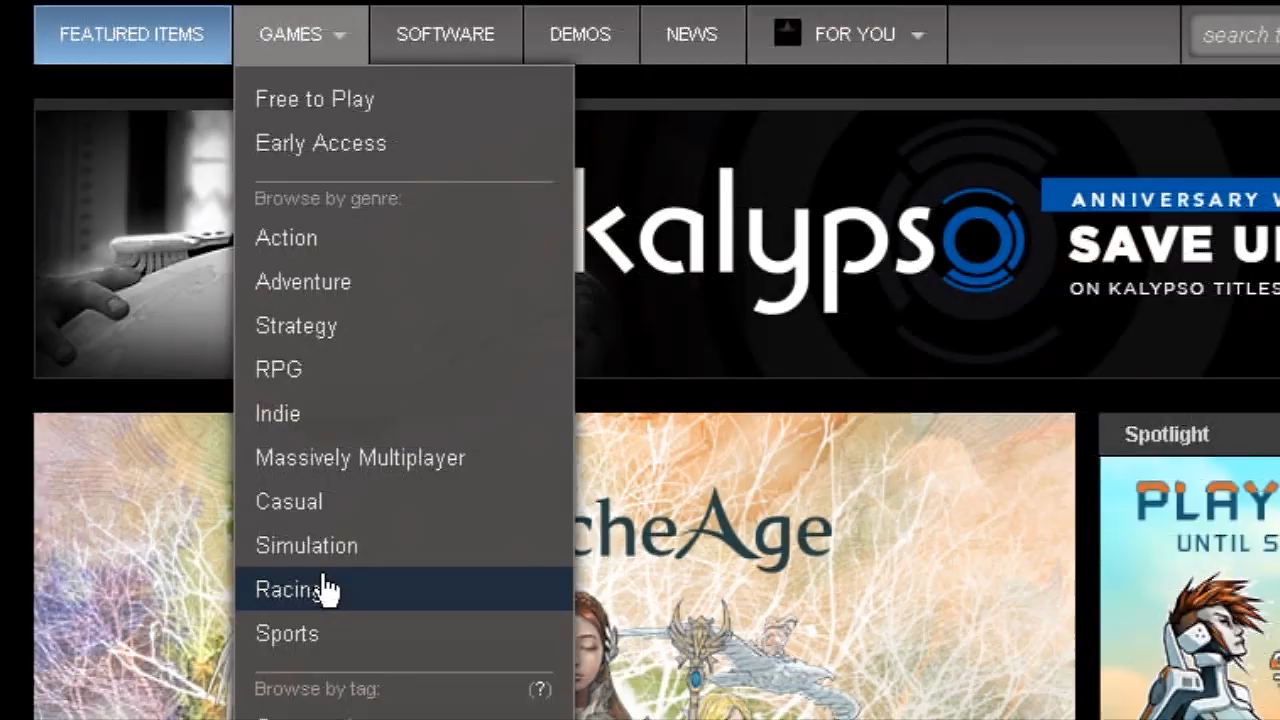 FEATURED ITEMS GAMES SOFTWARE DEMOS NEWS FOR YOU search t
Free to Play
Early Access
Browse by genre:
Action
Adventure
Strategy
RPG
Indie
Massively Multiplayer
Casual
Simulation
Racing
Sports
Browse by tag: (?)
kalypso
ANNIVERSARY W
SAVE U
ON KALYPSO TITLES
cheAge
Spotlight
PLAY
UNTIL S